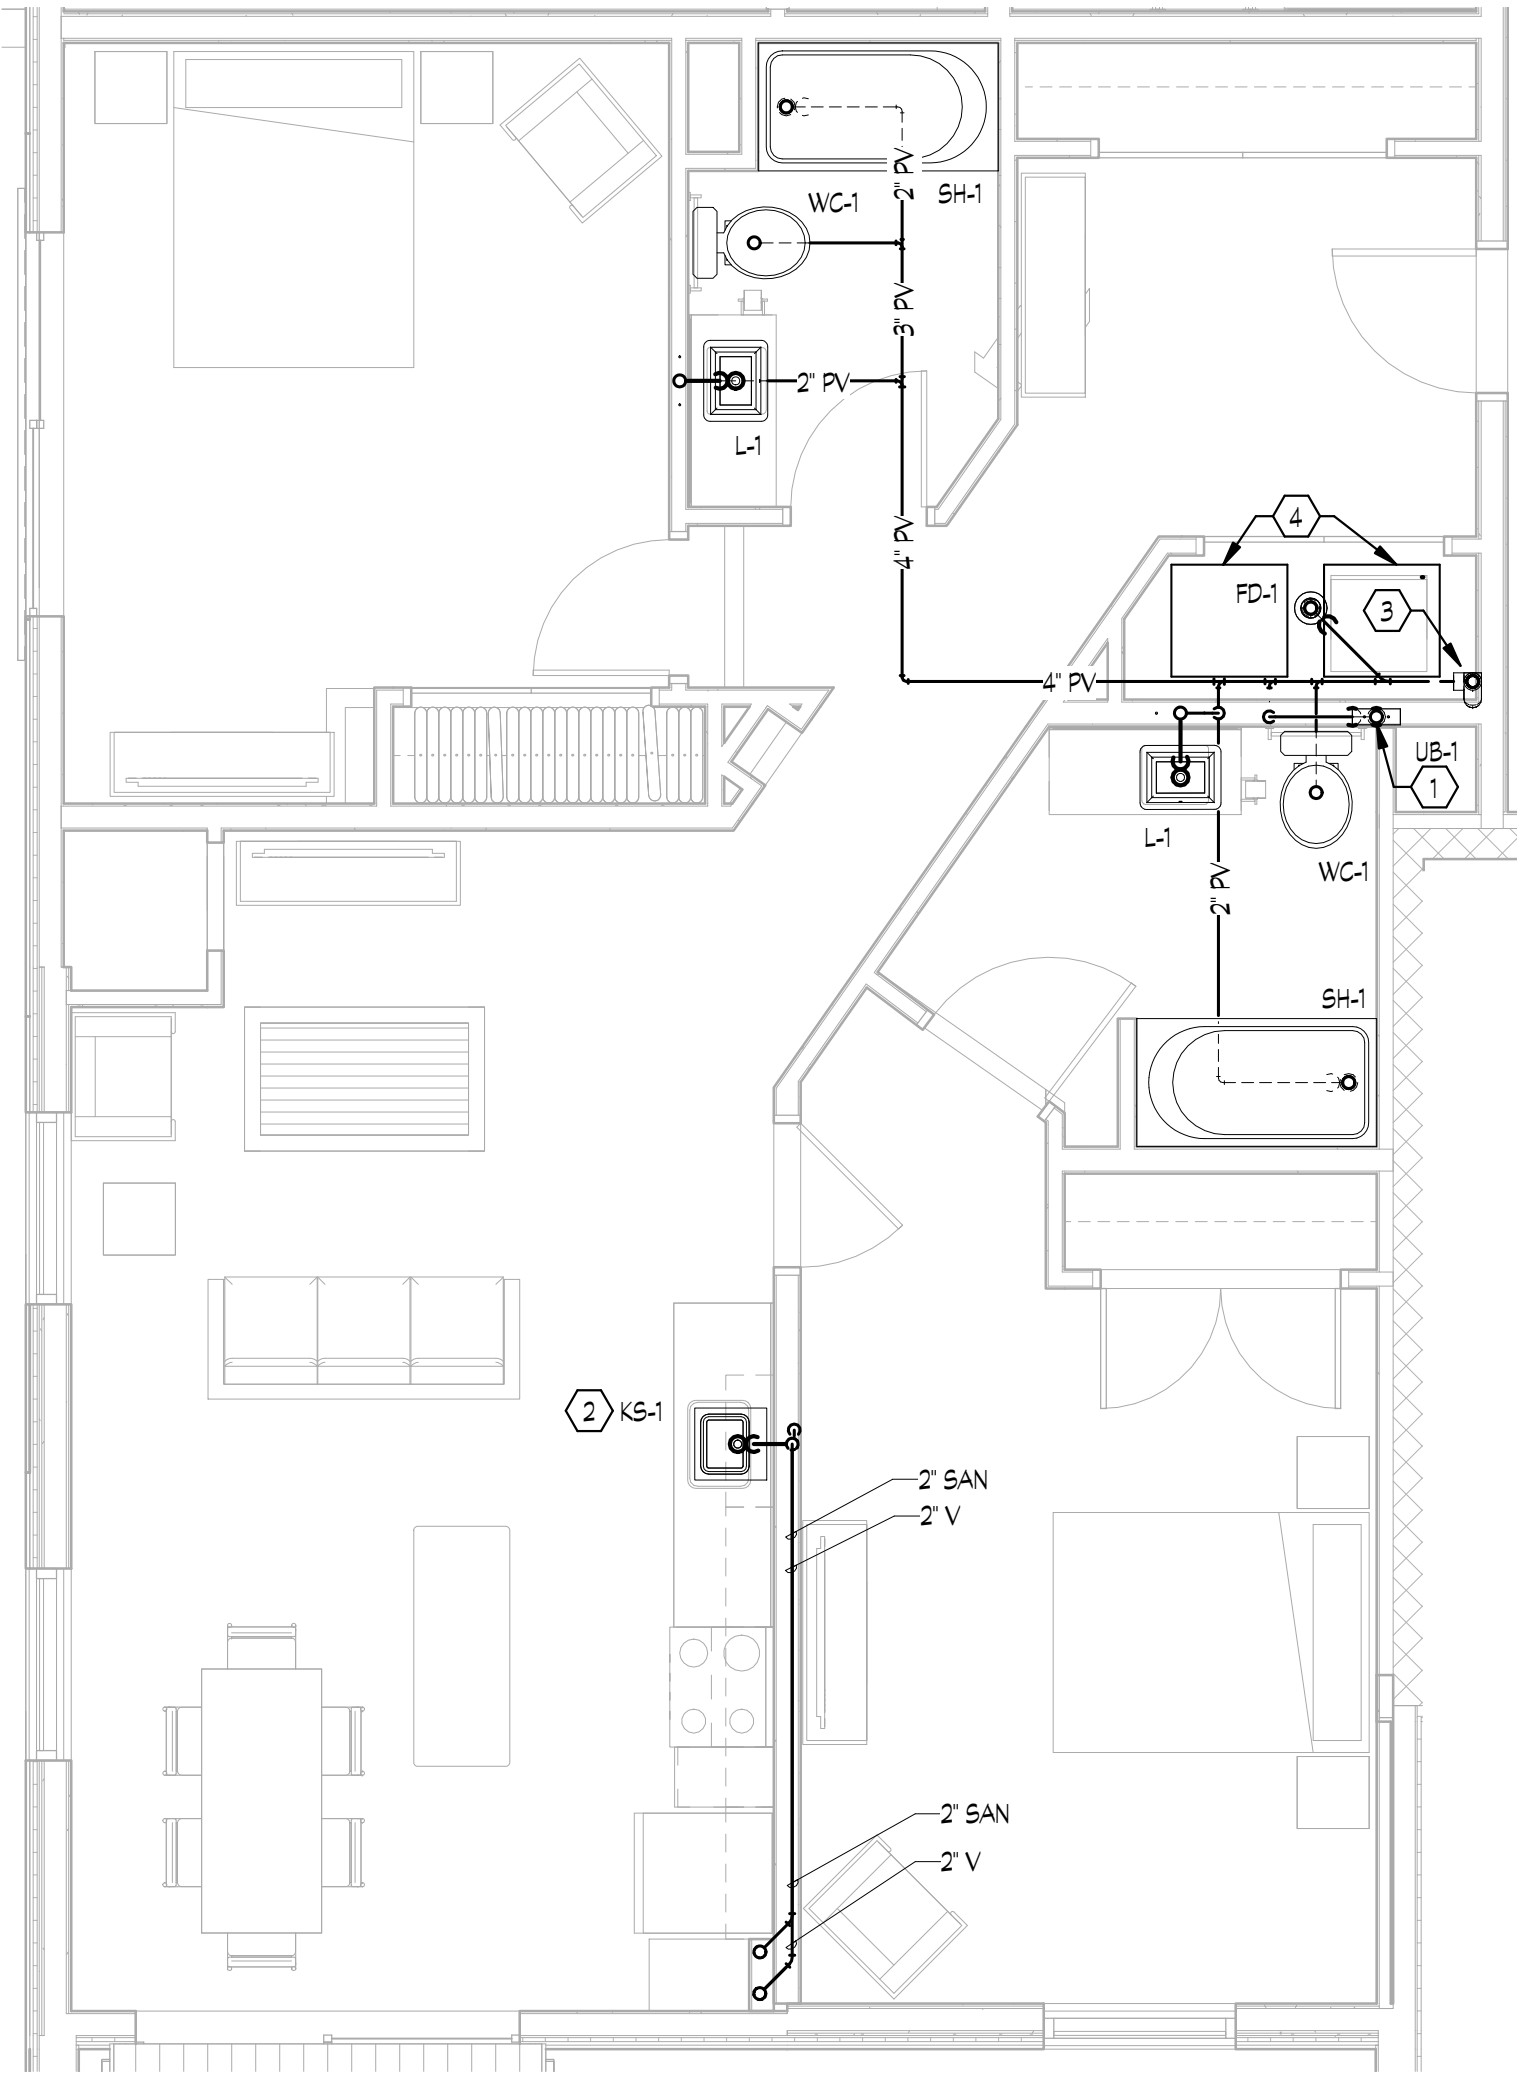 2" PV
SH-1
WC-1
3" PV
2" PV
L-1
4" PV
4
FD-1
3
4" PV
UB-1
1
L-1
WC-1
2" PV
SH-1
2 KS-1
2" SAN
2" V
2" SAN
2" V